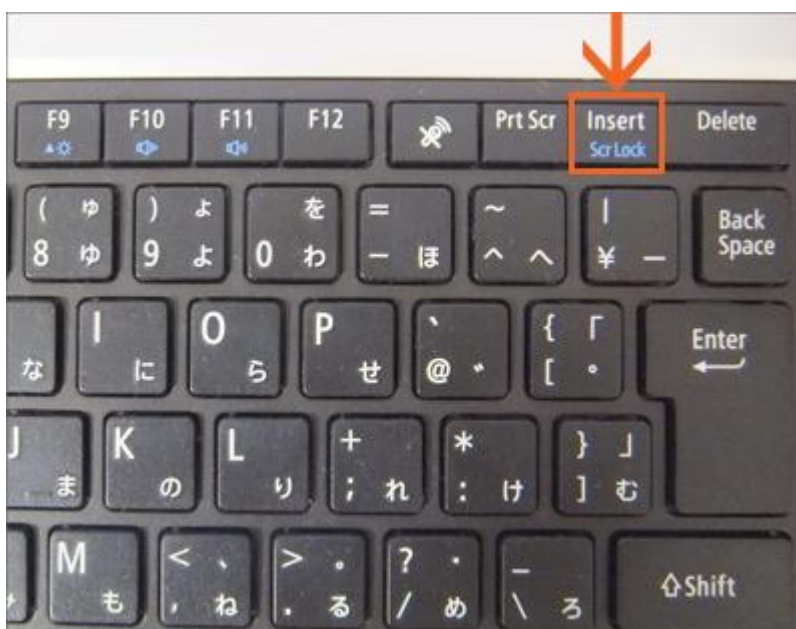 F9 F10 F11 F12 Prt Scr Insert Delete
Scr Lock
( ゅ ) ょ を = ~ | Back
8 ゆ 9 よ 0 わ - ほ ^ へ ¥ ー Space
I O P ` { 「 Enter
な に ら せ @ ゛ [ ゜
J K L + * } 」
ま の り ; れ : け ] む
M < 、 > 。 ? ・ _ ⇧Shift
も , ね . る / め \ ろ